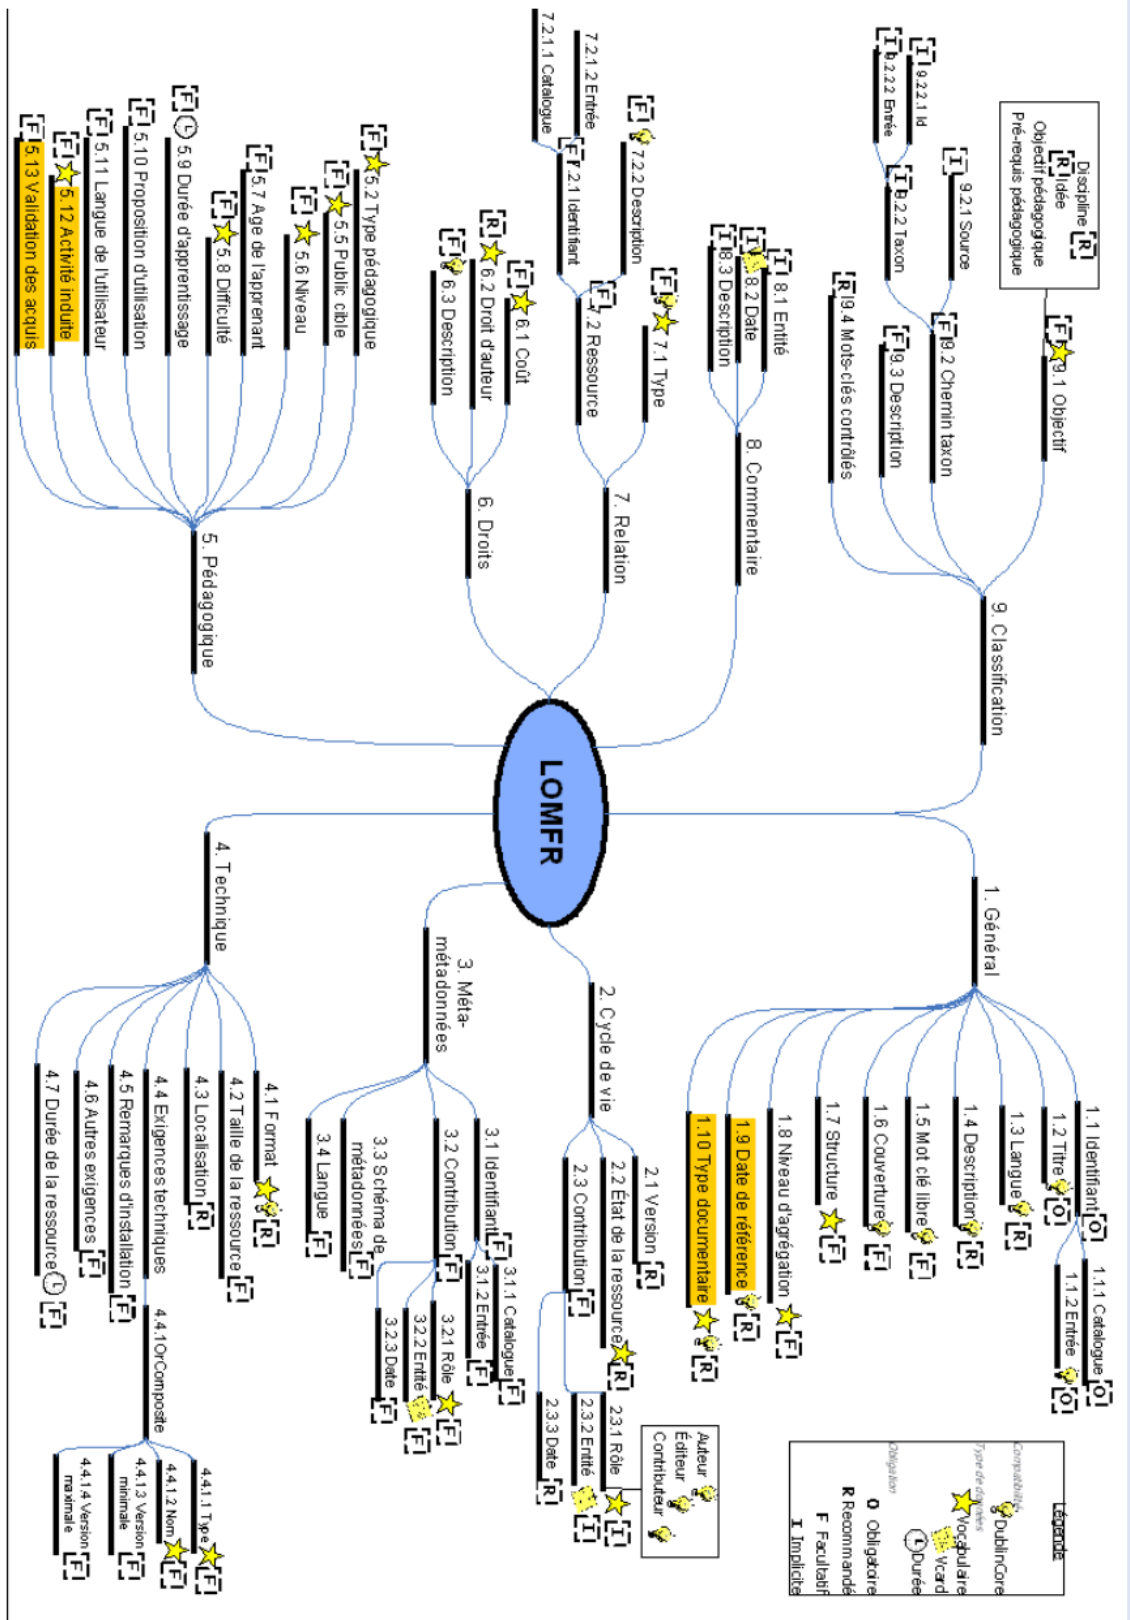 LOMFR
1. Général
1.1 Identifiant [O]
1.1.1 Catalogue [O]
1.1.2 Entrée [O]
1.2 Titre [O]
1.3 Langue [R]
1.4 Description [R]
1.5 Mot clé libre [F]
1.6 Couverture [F]
1.7 Structure [F]
1.8 Niveau d'agrégation [F]
1.9 Date de référence [R]
1.10 Type documentaire [R]
2. Cycle de vie
2.1 Version [R]
2.2 État de la ressource [R]
2.3 Contribution [F]
2.3.1 Rôle [I]
2.3.2 Entité [I]
2.3.3 Date [R]
Auteur
Éditeur
Contributeur
3. Méta-
métadonnées
3.1 Identifiant [F]
3.1.1 Catalogue [F]
3.1.2 Entrée [F]
3.2 Contribution [F]
3.2.1 Rôle [F]
3.2.2 Entité [F]
3.2.3 Date [F]
3.3 Schéma de
métadonnées [F]
3.4 Langue [F]
4. Technique
4.1 Format [R]
4.2 Taille de la ressource [F]
4.3 Localisation [R]
4.4 Exigences techniques
4.4.1OrComposite
4.4.1.1 Type [F]
4.4.1.2 Nom [F]
4.4.1.3 Version
minimale [F]
4.4.1.4 Version
maximale [F]
4.5 Remarques d'installation [F]
4.6 Autres exigences [F]
4.7 Durée de la ressource [F]
5. Pédagogique
[F] 5.2 Type pédagogique
[F] 5.5 Public cible
[F] 5.6 Niveau
[F] 5.7 Age de l'apprenant
[F] 5.8 Difficulté
[F] 5.9 Durée d'apprentissage
[F] 5.10 Proposition d'utilisation
[F] 5.11 Langue de l'utilisateur
[F] 5.12 Activité induite
[F] 5.13 Validation des acquis
6. Droits
[F] 6.1 Coût
[R] 6.2 Droit d'auteur
[F] 6.3 Description
7. Relation
[F] 7.1 Type
[F] 7.2 Ressource
[F] 7.2.1 Identifiant
7.2.1.1 Catalogue
7.2.1.2 Entrée
[F] 7.2.2 Description
8. Commentaire
[I] 8.1 Entité
[I] 8.2 Date
[I] 8.3 Description
9. Classification
[F] 9.1 Objectif
Discipline [R]
[R] Idée
Objectif pédagogique
Pré-requis pédagogique
[F] 9.2 Chemin taxon
[I] 9.2.1 Source
[I] 9.2.2 Taxon
[I] 9.2.2.1 Id
[I] 9.2.2.2 Entrée
[F] 9.3 Description
[R] 9.4 Mots-clés contrôlés
Légende
Compatibilité
DublinCore
Type de données
Vocabulaire
Vcard
Durée
Obligation
O Obligatoire
R Recommandé
F Facultatif
I Implicite